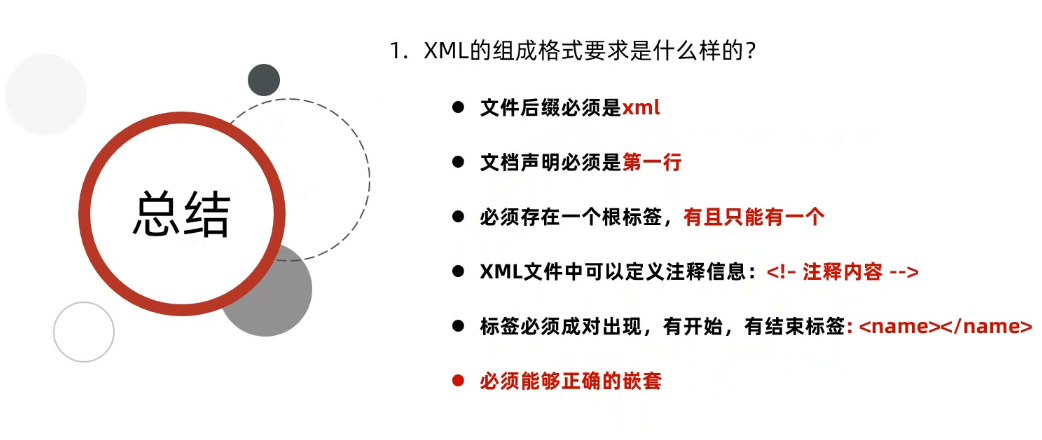 总结
1. XML的组成格式要求是什么样的？
● 文件后缀必须是xml
● 文档声明必须是第一行
● 必须存在一个根标签，有且只能有一个
● XML文件中可以定义注释信息：<!– 注释内容 -->
● 标签必须成对出现，有开始，有结束标签: <name></name>
● 必须能够正确的嵌套